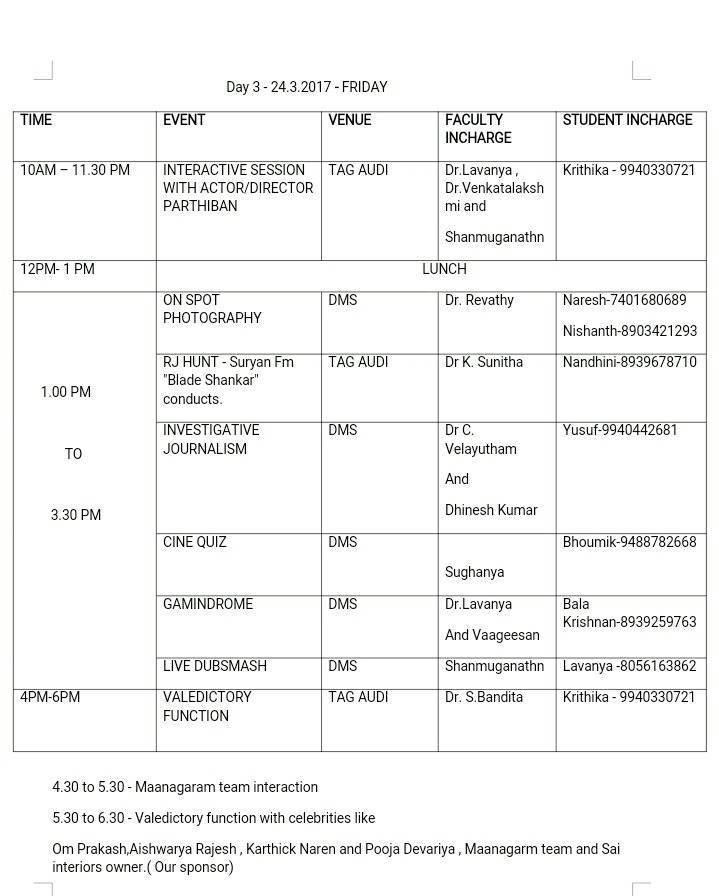 Day 3 - 24.3.2017 - FRIDAY
TIME EVENT VENUE FACULTY INCHARGE STUDENT INCHARGE
10AM – 11.30 PM INTERACTIVE SESSION WITH ACTOR/DIRECTOR PARTHIBAN TAG AUDI Dr.Lavanya , Dr.Venkatalaksh mi and Shanmuganathn Krithika - 9940330721
12PM- 1 PM LUNCH
1.00 PM TO 3.30 PM
ON SPOT PHOTOGRAPHY DMS Dr. Revathy Naresh-7401680689 Nishanth-8903421293
RJ HUNT - Suryan Fm "Blade Shankar" conducts. TAG AUDI Dr K. Sunitha Nandhini-8939678710
INVESTIGATIVE JOURNALISM DMS Dr C. Velayutham And Dhinesh Kumar Yusuf-9940442681
CINE QUIZ DMS Sughanya Bhoumik-9488782668
GAMINDROME DMS Dr.Lavanya And Vaageesan Bala Krishnan-8939259763
LIVE DUBSMASH DMS Shanmuganathn Lavanya -8056163862
4PM-6PM VALEDICTORY FUNCTION TAG AUDI Dr. S.Bandita Krithika - 9940330721
4.30 to 5.30 - Maanagaram team interaction
5.30 to 6.30 - Valedictory function with celebrities like
Om Prakash,Aishwarya Rajesh , Karthick Naren and Pooja Devariya , Maanagarm team and Sai
interiors owner.( Our sponsor)